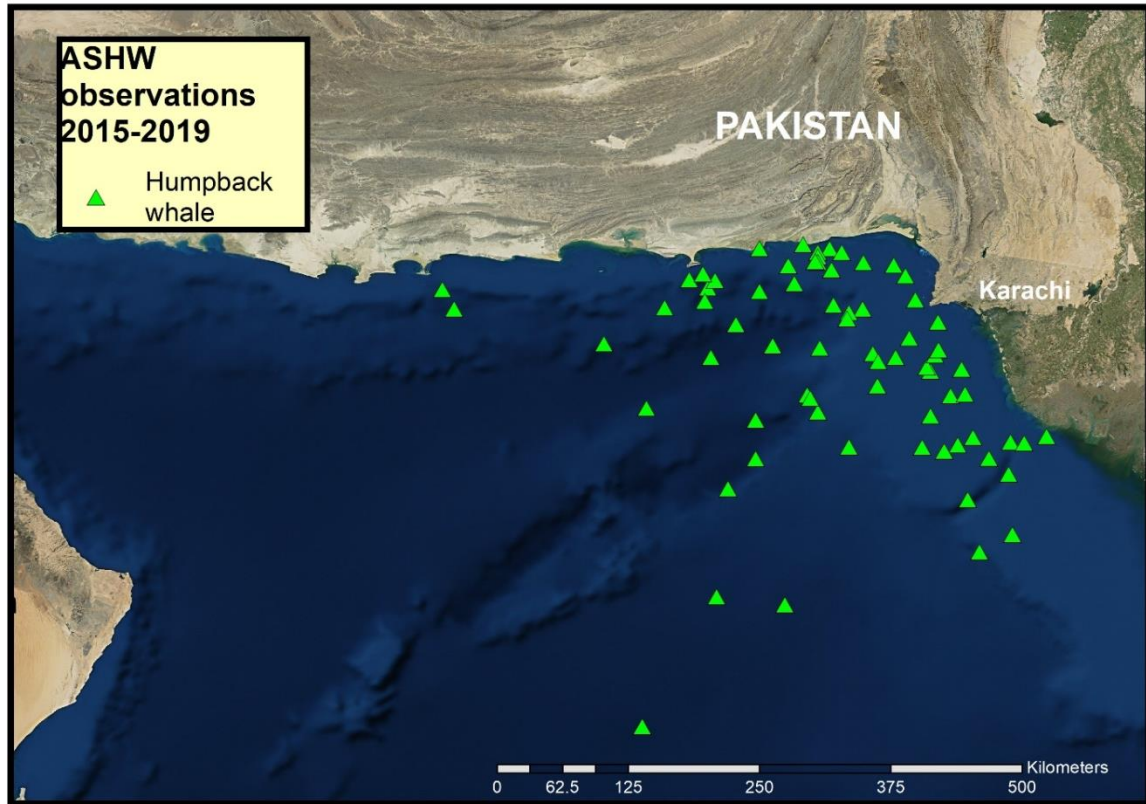 ASHW
observations
2015-2019
Humpback
whale
PAKISTAN
Karachi
Kilometers
0 62.5 125 250 375 500